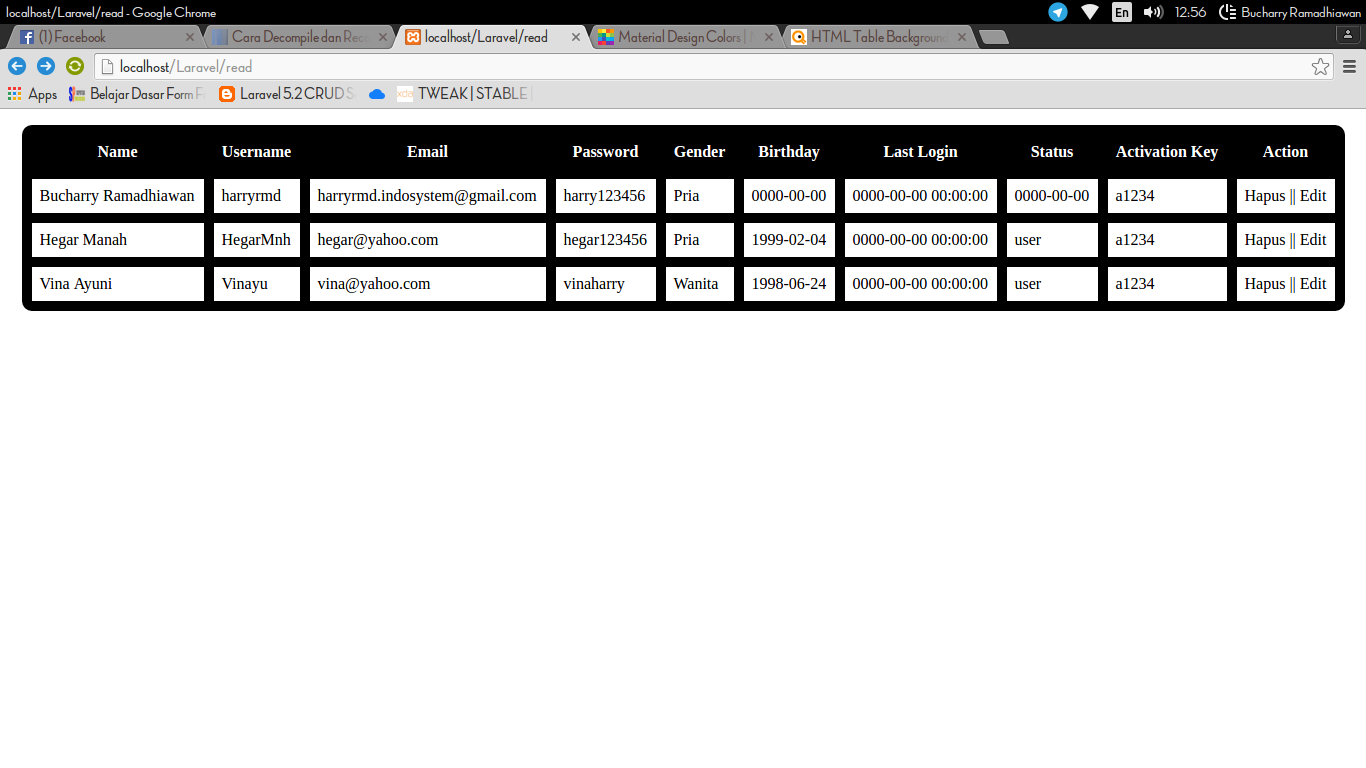 localhost/Laravel/read - Google Chrome En 12:56 Bucharry Ramadhiawan
(1) Facebook Cara Decompile dan localhost/Laravel/read Material Design Colors | HTML Table Background
localhost/Laravel/read
Apps Belajar Dasar Form Laravel 5.2 CRUD TWEAK | STABLE |
Name Username Email Password Gender Birthday Last Login Status Activation Key Action
Bucharry Ramadhiawan harryrmd harryrmd.indosystem@gmail.com harry123456 Pria 0000-00-00 0000-00-00 00:00:00 0000-00-00 a1234 Hapus || Edit
Hegar Manah HegarMnh hegar@yahoo.com hegar123456 Pria 1999-02-04 0000-00-00 00:00:00 user a1234 Hapus || Edit
Vina Ayuni Vinayu vina@yahoo.com vinaharry Wanita 1998-06-24 0000-00-00 00:00:00 user a1234 Hapus || Edit